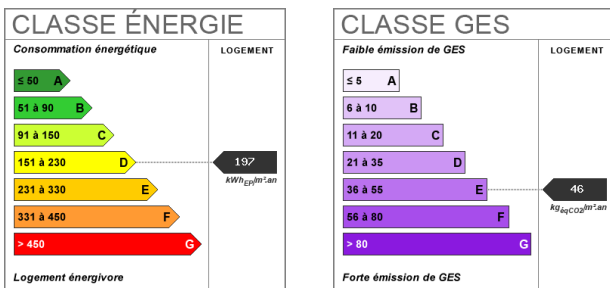 CLASSE ÉNERGIE
Consommation énergétique
LOGEMENT
≤ 50 A
51 à 90 B
91 à 150 C
151 à 230 D
197
kWhEP/m².an
231 à 330 E
331 à 450 F
> 450 G
Logement énergivore
CLASSE GES
Faible émission de GES
LOGEMENT
≤ 5 A
6 à 10 B
11 à 20 C
21 à 35 D
36 à 55 E
46
kgéqCO2/m².an
56 à 80 F
> 80 G
Forte émission de GES